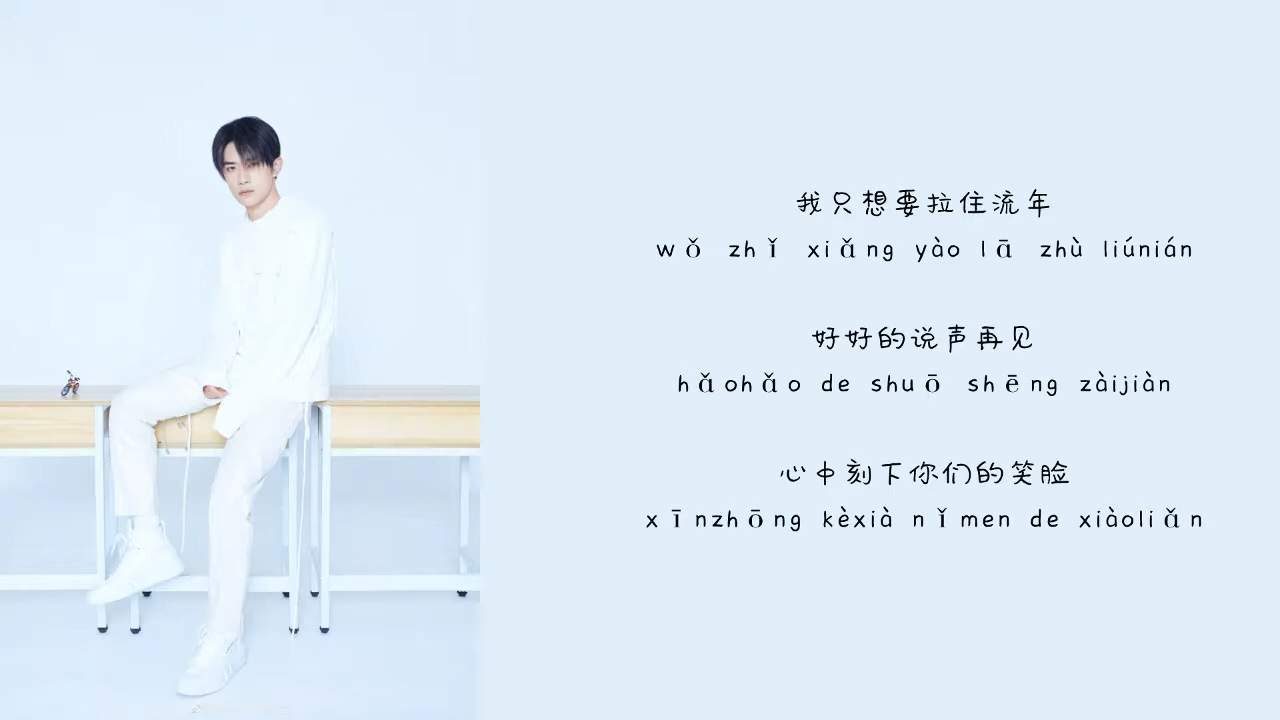 我只想要拉住流年
wǒ zhǐ xiǎng yào lā zhù liúnián
好好的说声再见
hǎohǎo de shuō shēng zàijiàn
心中刻下你们的笑脸
xīnzhōng kèxià nǐmen de xiàoliǎn